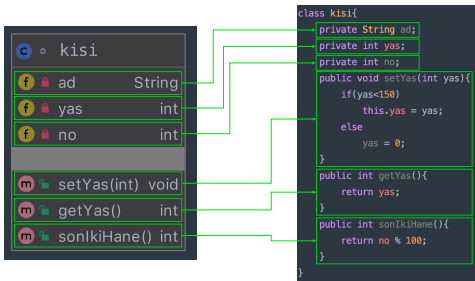 c kisi
f ad String
f yas int
f no int
m setYas(int) void
m getYas() int
m sonIkiHane() int
class kisi{
private String ad;
private int yas;
private int no;
public void setYas(int yas){
if(yas<150)
this.yas = yas;
else
yas = 0;
}
public int getYas(){
return yas;
}
public int sonIkiHane(){
return no % 100;
}
}